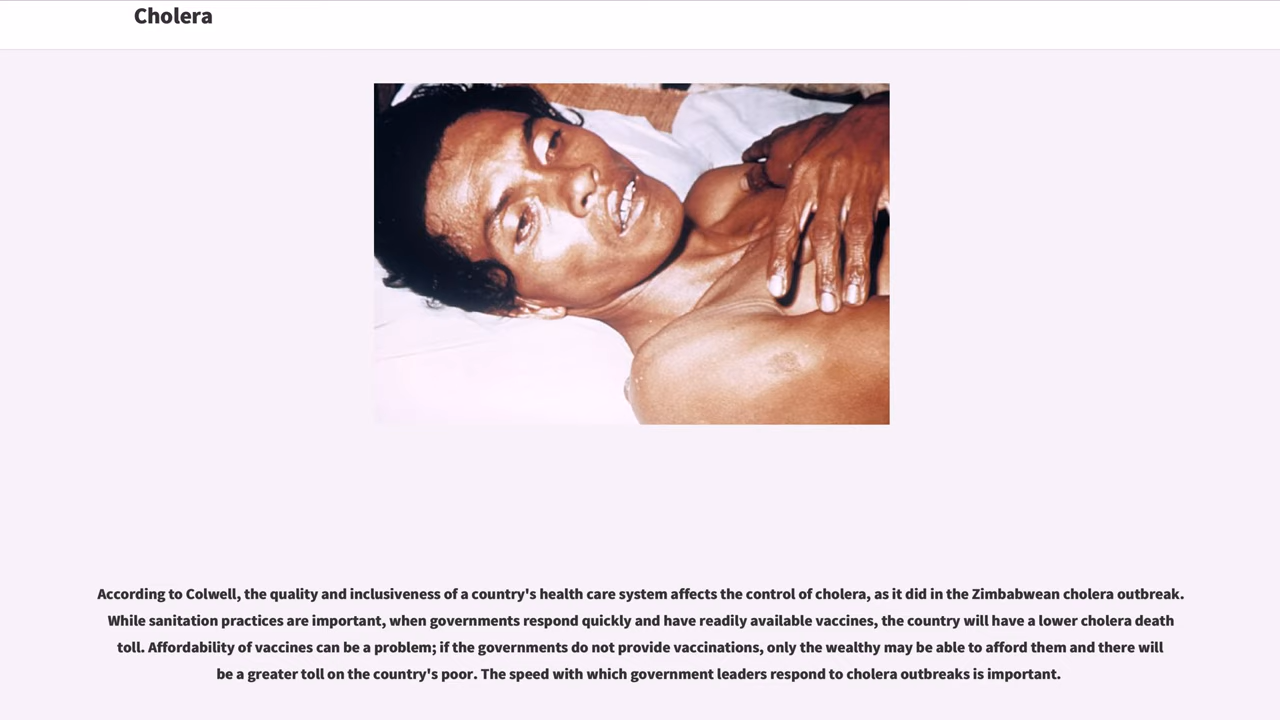 Cholera
According to Colwell, the quality and inclusiveness of a country's health care system affects the control of cholera, as it did in the Zimbabwean cholera outbreak.
While sanitation practices are important, when governments respond quickly and have readily available vaccines, the country will have a lower cholera death
toll. Affordability of vaccines can be a problem; if the governments do not provide vaccinations, only the wealthy may be able to afford them and there will
be a greater toll on the country's poor. The speed with which government leaders respond to cholera outbreaks is important.